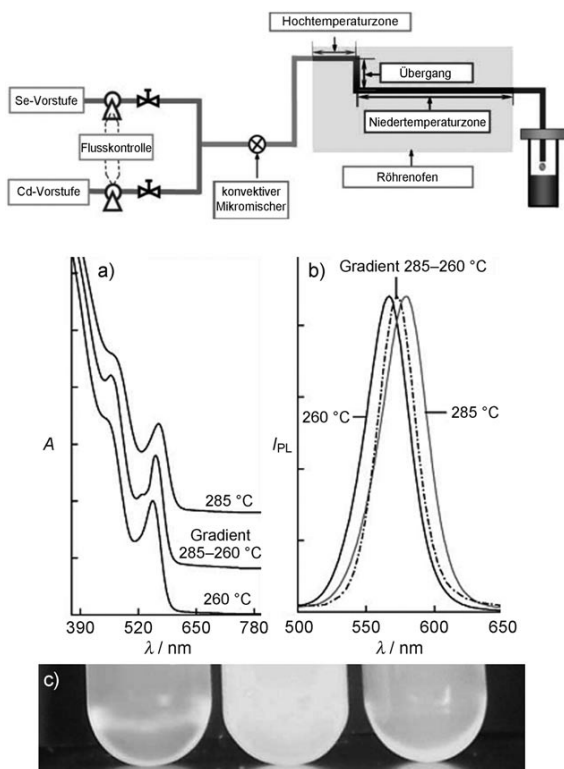 Hochtemperaturzone
Übergang
Se-Vorstufe
Flusskontrolle
Niedertemperaturzone
Cd-Vorstufe
konvektiver
Mikromischer
Röhrenofen
a)
A
285 °C
Gradient
285–260 °C
260 °C
390 520 650 780
λ / nm
b)
Gradient 285–260 °C
260 °C
285 °C
I_PL
500 550 600 650
λ / nm
c)